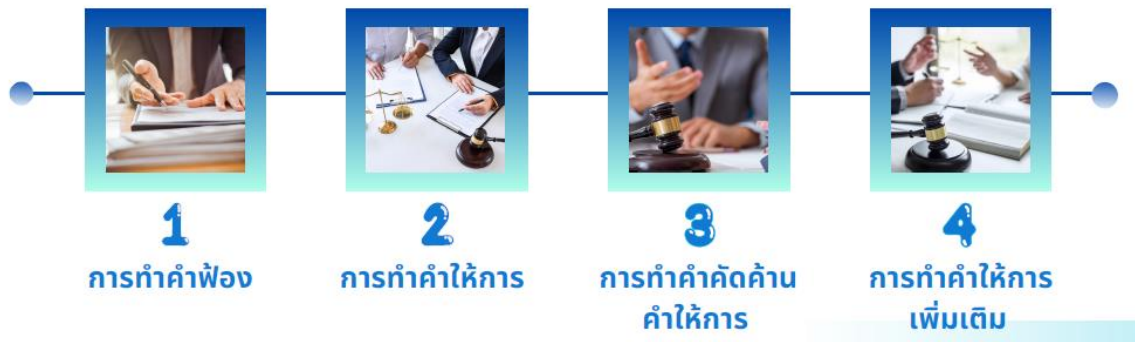 1
การทำคำฟ้อง
2
การทำคำให้การ
3
การทำคำคัดค้าน
คำให้การ
4
การทำคำให้การ
เพิ่มเติม